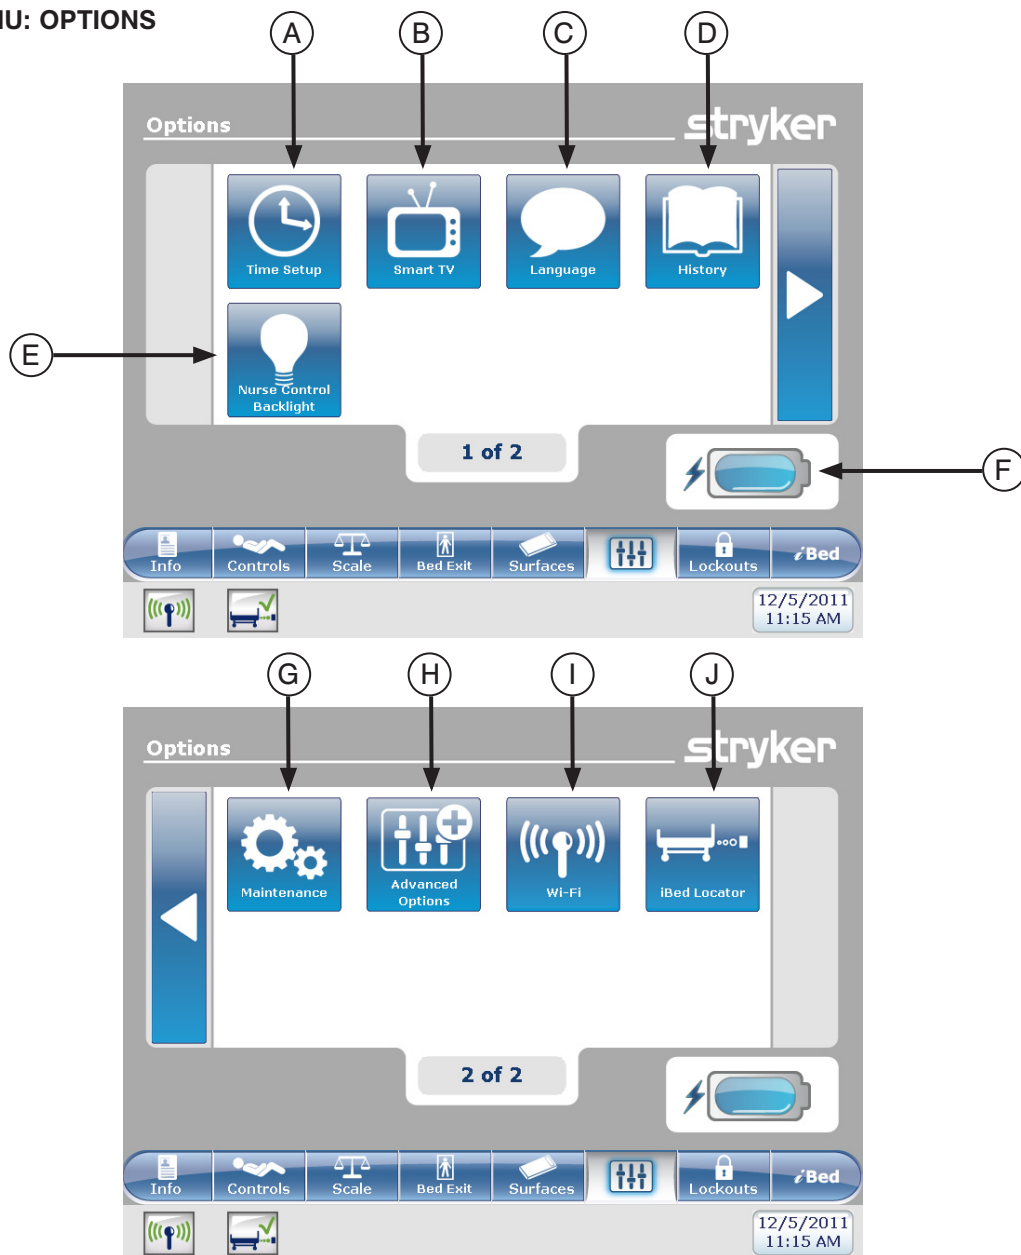 : OPTIONS
A B C D
Options stryker
Time Setup Smart TV Language History
E
Nurse Control
Backlight
1 of 2
F
Info Controls Scale Bed Exit Surfaces Lockouts iBed
12/5/2011
11:15 AM
G H I J
Options stryker
Maintenance Advanced
Options Wi-Fi iBed Locator
2 of 2
Info Controls Scale Bed Exit Surfaces Lockouts iBed
12/5/2011
11:15 AM